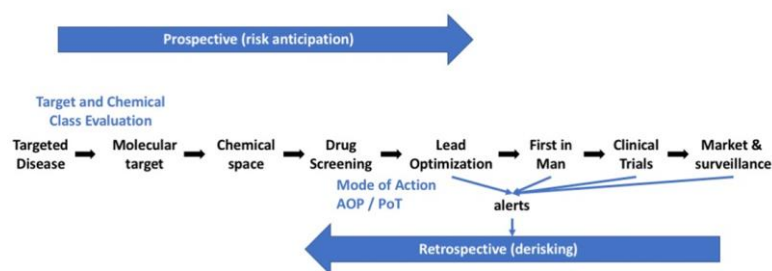 Prospective (risk anticipation)
Target and Chemical
Class Evaluation
Targeted Disease
Molecular target
Chemical space
Drug Screening
Lead Optimization
First in Man
Clinical Trials
Market & surveillance
Mode of Action
AOP / PoT
alerts
Retrospective (derisking)